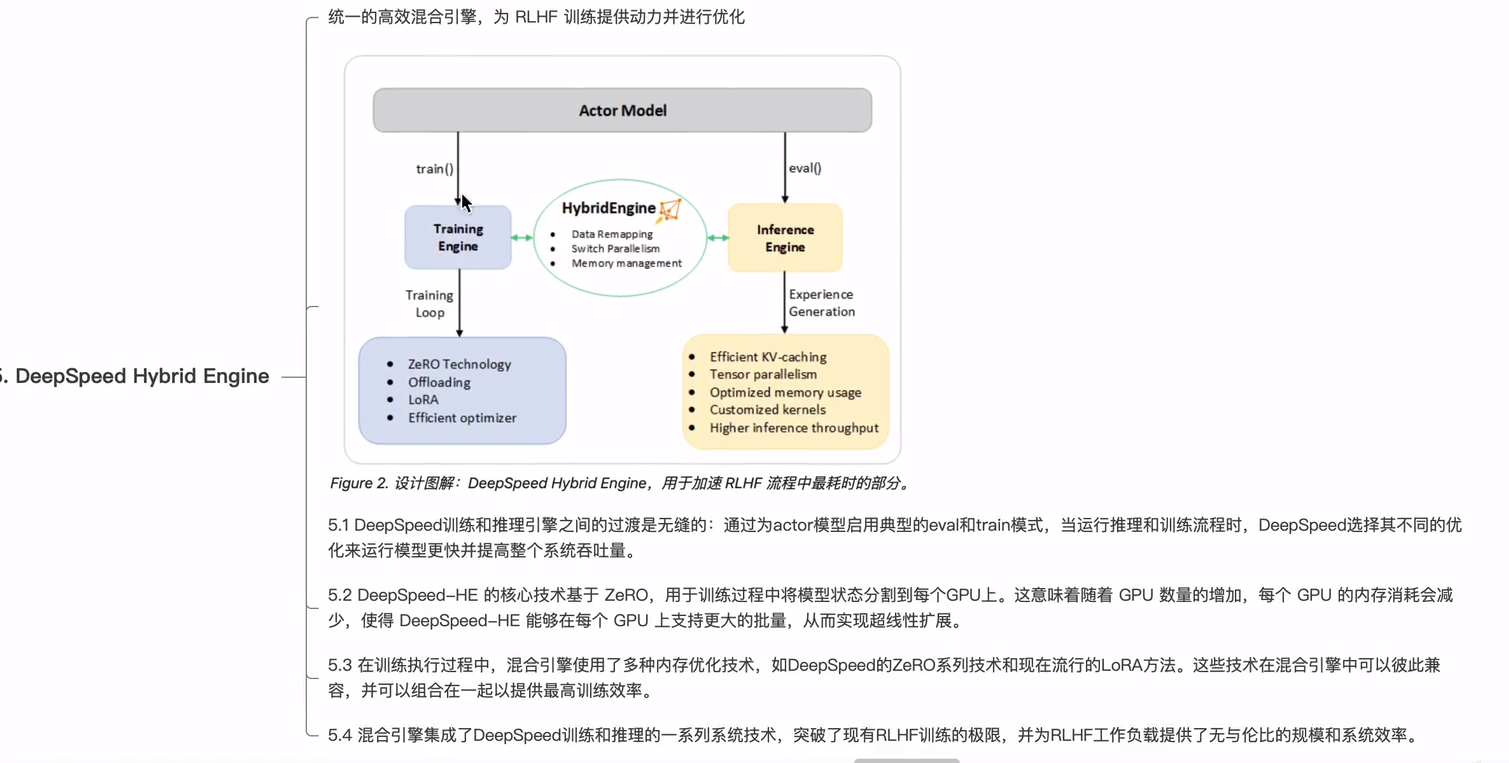 统一的高效混合引擎，为 RLHF 训练提供动力并进行优化
Actor Model
train()
eval()
HybridEngine
Data Remapping
Switch Parallelism
Memory management
Training
Engine
Inference
Engine
Training
Loop
Experience
Generation
ZeRO Technology
Offloading
LoRA
Efficient optimizer
Efficient KV-caching
Tensor parallelism
Optimized memory usage
Customized kernels
Higher inference throughput
5. DeepSpeed Hybrid Engine
Figure 2. 设计图解：DeepSpeed Hybrid Engine，用于加速 RLHF 流程中最耗时的部分。
5.1 DeepSpeed训练和推理引擎之间的过渡是无缝的：通过为actor模型启用典型的eval和train模式，当运行推理和训练流程时，DeepSpeed选择其不同的优
化来运行模型更快并提高整个系统吞吐量。
5.2 DeepSpeed-HE 的核心技术基于 ZeRO，用于训练过程中将模型状态分割到每个GPU上。这意味着随着 GPU 数量的增加，每个 GPU 的内存消耗会减
少，使得 DeepSpeed-HE 能够在每个 GPU 上支持更大的批量，从而实现超线性扩展。
5.3 在训练执行过程中，混合引擎使用了多种内存优化技术，如DeepSpeed的ZeRO系列技术和现在流行的LoRA方法。这些技术在混合引擎中可以彼此兼
容，并可以组合在一起以提供最高训练效率。
5.4 混合引擎集成了DeepSpeed训练和推理的一系列系统技术，突破了现有RLHF训练的极限，并为RLHF工作负载提供了无与伦比的规模和系统效率。